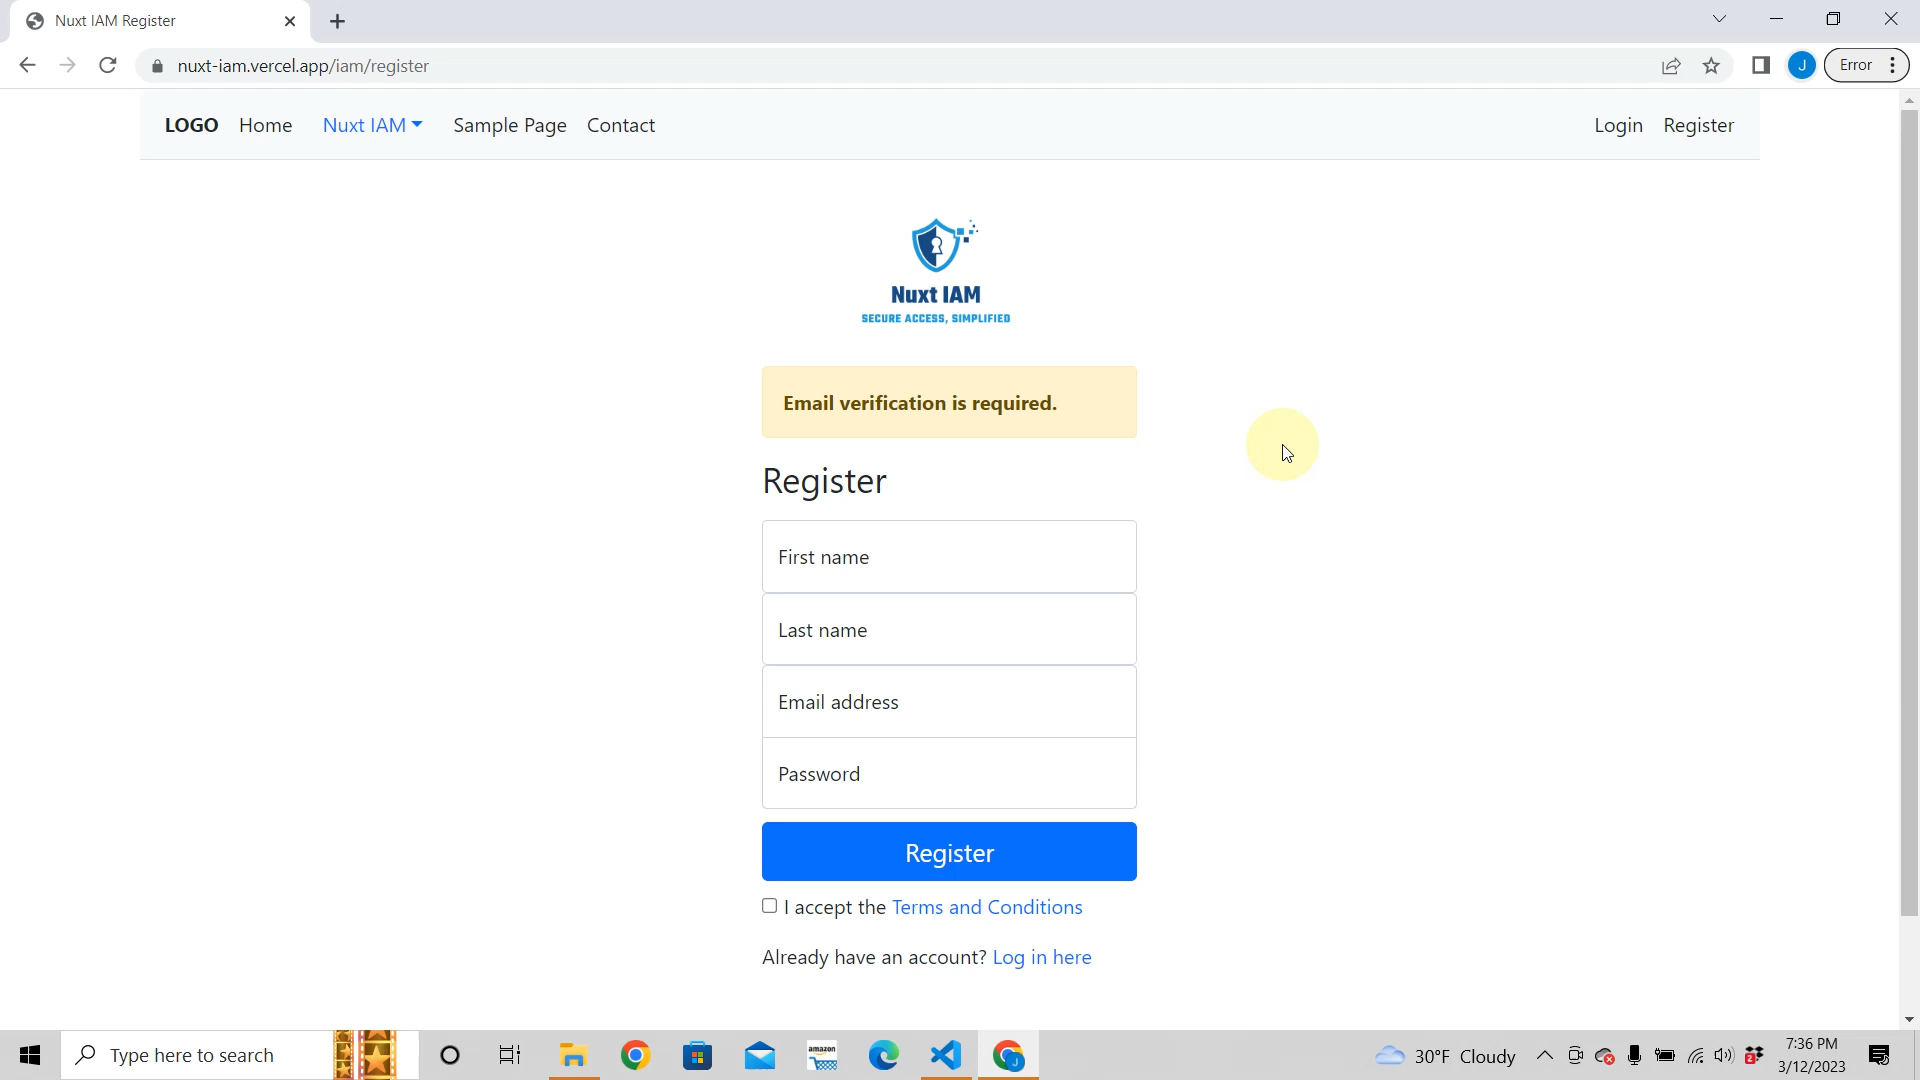 Nuxt IAM Register
nuxt-iam.vercel.app/iam/register
J
Error
LOGO Home Nuxt IAM Sample Page Contact Login Register
Nuxt IAM
SECURE ACCESS, SIMPLIFIED
Email verification is required.
Register
First name
Last name
Email address
Password
Register
I accept the Terms and Conditions
Already have an account? Log in here
Type here to search
amazon
J
30°F Cloudy
2
7:36 PM
3/12/2023